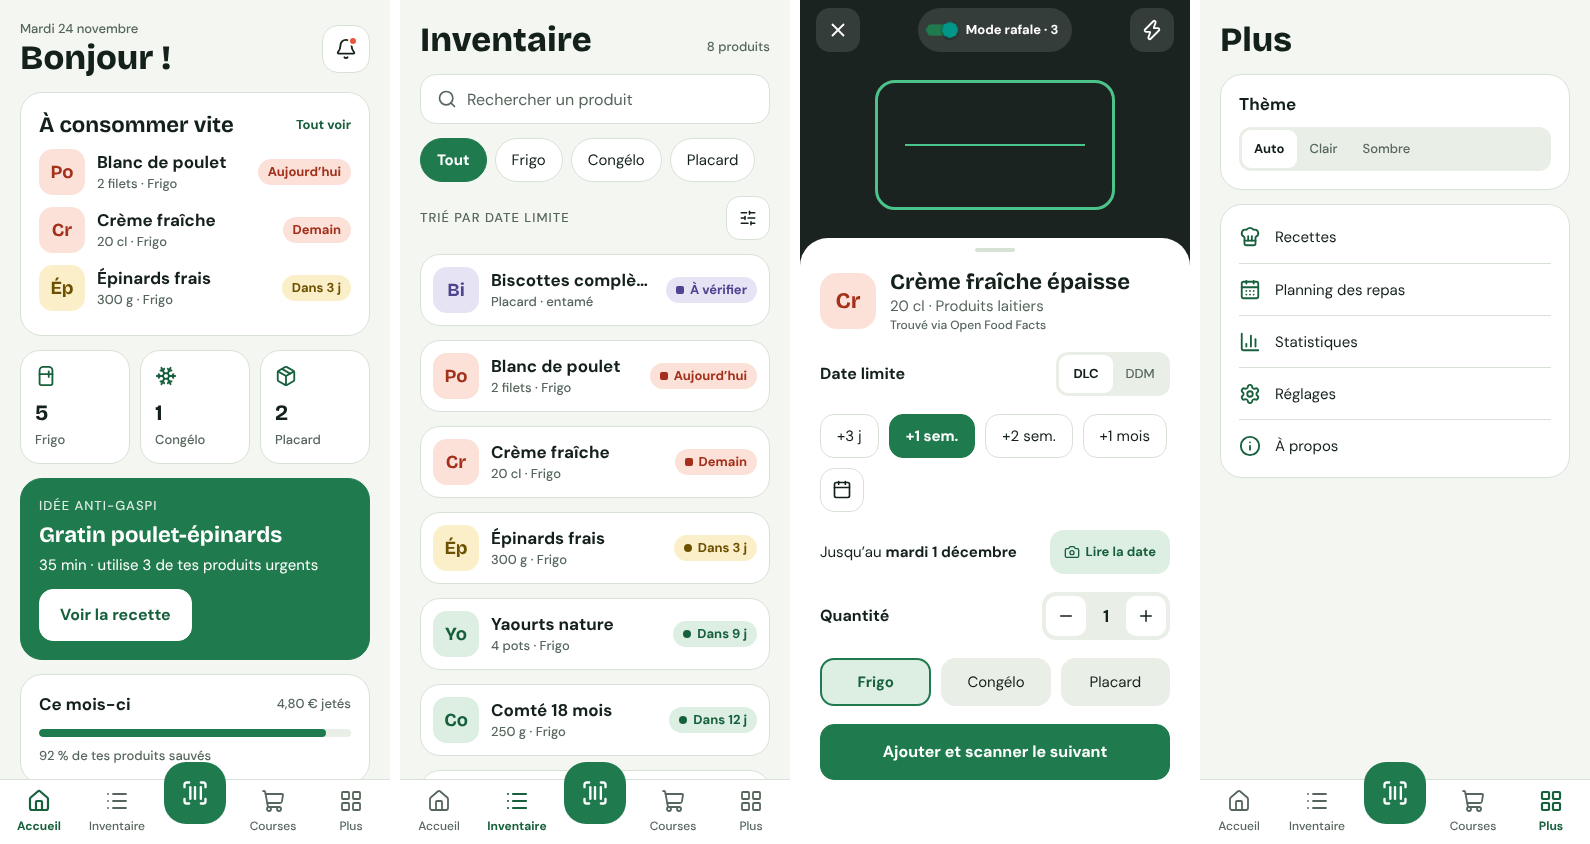 Mardi 24 novembre
Bonjour !
À consommer vite
Tout voir
Po
Blanc de poulet
2 filets · Frigo
Aujourd'hui
Cr
Crème fraîche
20 cl · Frigo
Demain
Ép
Épinards frais
300 g · Frigo
Dans 3 j
5
Frigo
1
Congélo
2
Placard
IDÉE ANTI-GASPI
Gratin poulet-épinards
35 min · utilise 3 de tes produits urgents
Voir la recette
Ce mois-ci
4,80 € jetés
92 % de tes produits sauvés
Accueil
Inventaire
Courses
Plus
Inventaire
8 produits
Rechercher un produit
Tout
Frigo
Congélo
Placard
TRIÉ PAR DATE LIMITE
Bi
Biscottes complè...
Placard · entamé
À vérifier
Po
Blanc de poulet
2 filets · Frigo
Aujourd'hui
Cr
Crème fraîche
20 cl · Frigo
Demain
Ép
Épinards frais
300 g · Frigo
Dans 3 j
Yo
Yaourts nature
4 pots · Frigo
Dans 9 j
Co
Comté 18 mois
250 g · Frigo
Dans 12 j
Accueil
Inventaire
Courses
Plus
Mode rafale · 3
Cr
Crème fraîche épaisse
20 cl · Produits laitiers
Trouvé via Open Food Facts
Date limite
DLC
DDM
+3 j
+1 sem.
+2 sem.
+1 mois
Jusqu'au mardi 1 décembre
Lire la date
Quantité
− 1 +
Frigo
Congélo
Placard
Ajouter et scanner le suivant
Plus
Thème
Auto
Clair
Sombre
Recettes
Planning des repas
Statistiques
Réglages
À propos
Accueil
Inventaire
Courses
Plus